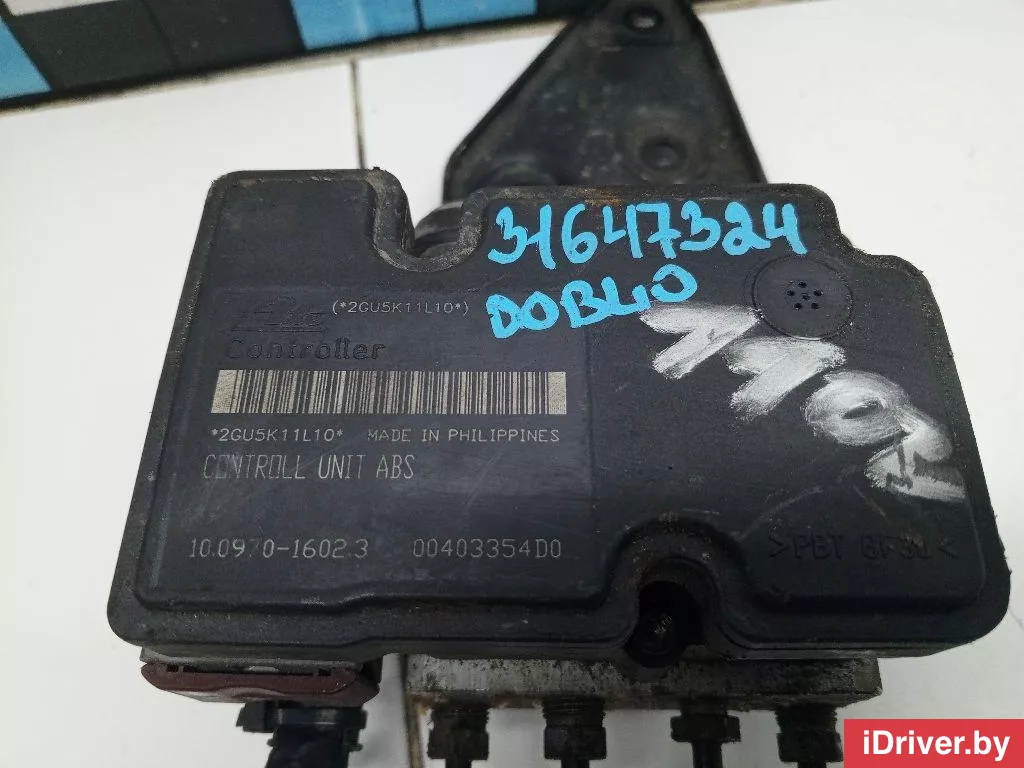 31647324
DOBLO
(*2GU5K11L10*)
Ate
Controller
*2GU5K11L10* MADE IN PHILIPPINES
CONTROLL UNIT ABS
10.0970-1602.3 00403354D0
>PBT GF30<
iDriver.by